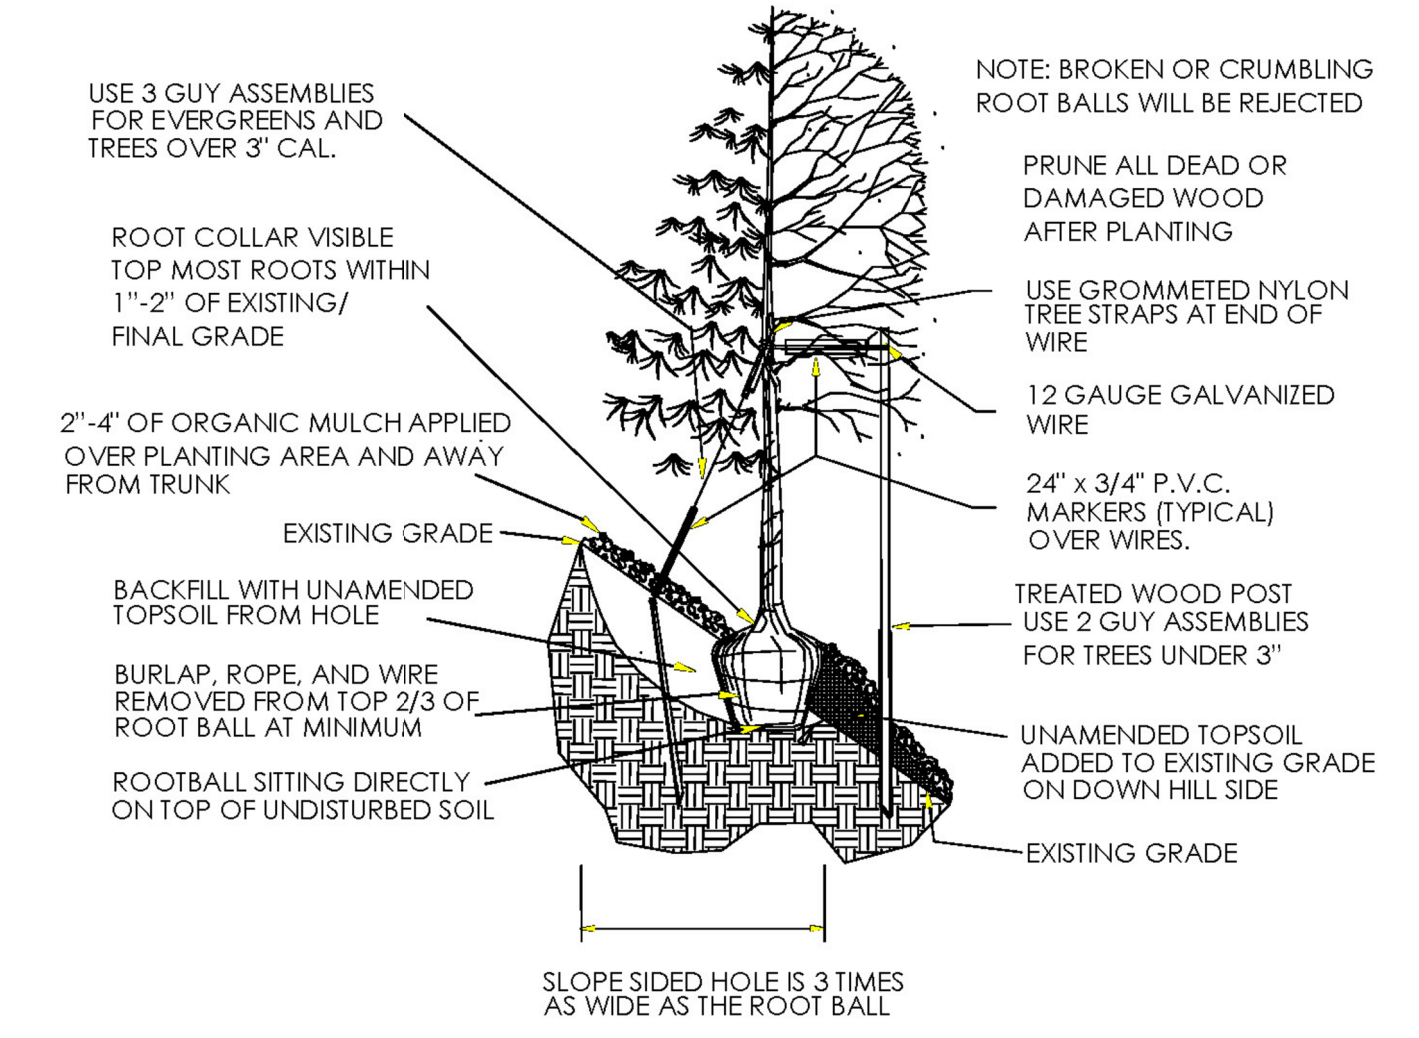 USE 3 GUY ASSEMBLIES
FOR EVERGREENS AND
TREES OVER 3" CAL.
ROOT COLLAR VISIBLE
TOP MOST ROOTS WITHIN
1"-2" OF EXISTING/
FINAL GRADE
2"-4" OF ORGANIC MULCH APPLIED
OVER PLANTING AREA AND AWAY
FROM TRUNK
EXISTING GRADE
BACKFILL WITH UNAMENDED
TOPSOIL FROM HOLE
BURLAP, ROPE, AND WIRE
REMOVED FROM TOP 2/3 OF
ROOT BALL AT MINIMUM
ROOTBALL SITTING DIRECTLY
ON TOP OF UNDISTURBED SOIL
NOTE: BROKEN OR CRUMBLING
ROOT BALLS WILL BE REJECTED
PRUNE ALL DEAD OR
DAMAGED WOOD
AFTER PLANTING
USE GROMMETED NYLON
TREE STRAPS AT END OF
WIRE
12 GAUGE GALVANIZED
WIRE
24" x 3/4" P.V.C.
MARKERS (TYPICAL)
OVER WIRES.
TREATED WOOD POST
USE 2 GUY ASSEMBLIES
FOR TREES UNDER 3"
UNAMENDED TOPSOIL
ADDED TO EXISTING GRADE
ON DOWN HILL SIDE
EXISTING GRADE
SLOPE SIDED HOLE IS 3 TIMES
AS WIDE AS THE ROOT BALL